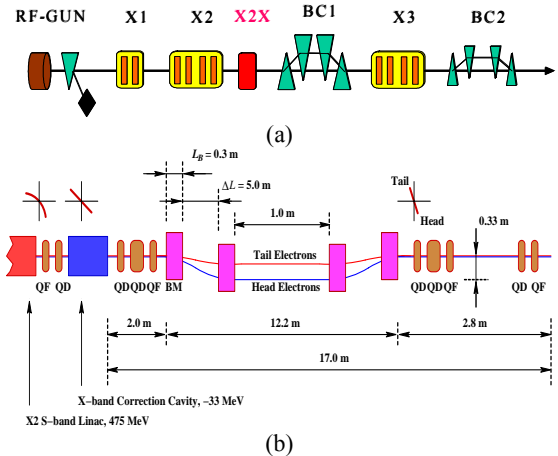 RF-GUN X1 X2 X2X BC1 X3 BC2
(a)
L_B = 0.3 m
ΔL = 5.0 m
1.0 m
Tail
Head
0.33 m
Tail Electrons
Head Electrons
QF QD QD QD QF BM QD QD QF QD QF
2.0 m 12.2 m 2.8 m
17.0 m
X-band Correction Cavity, -33 MeV
X2 S-band Linac, 475 MeV
(b)